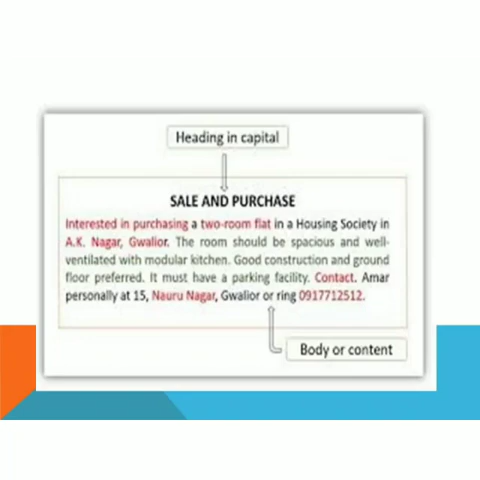 Heading in capital
SALE AND PURCHASE
Interested in purchasing a two-room flat in a Housing Society in
A.K. Nagar, Gwalior. The room should be spacious and well-
ventilated with modular kitchen. Good construction and ground
floor preferred. It must have a parking facility. Contact. Amar
personally at 15, Nauru Nagar, Gwalior or ring 0917712512.
Body or content